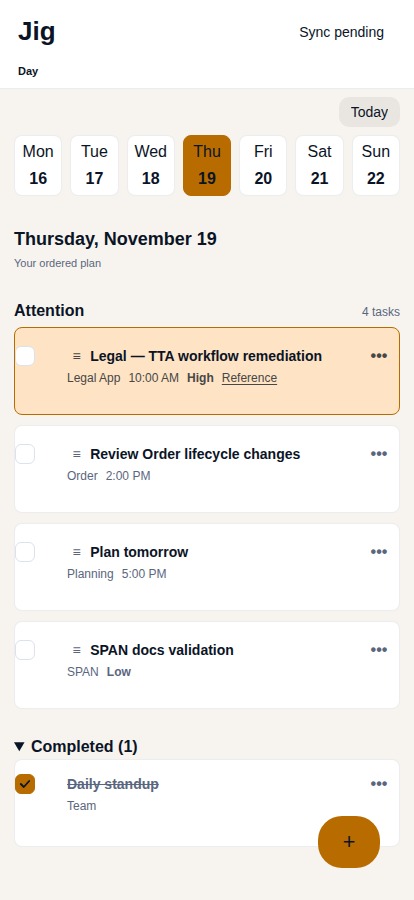 Jig
Sync pending
Day
Today
Mon Tue Wed Thu Fri Sat Sun
16 17 18 19 20 21 22
Thursday, November 19
Your ordered plan
Attention 4 tasks
≡ Legal — TTA workflow remediation •••
Legal App 10:00 AM High Reference
≡ Review Order lifecycle changes •••
Order 2:00 PM
≡ Plan tomorrow •••
Planning 5:00 PM
≡ SPAN docs validation •••
SPAN Low
▼ Completed (1)
Daily standup •••
Team
+